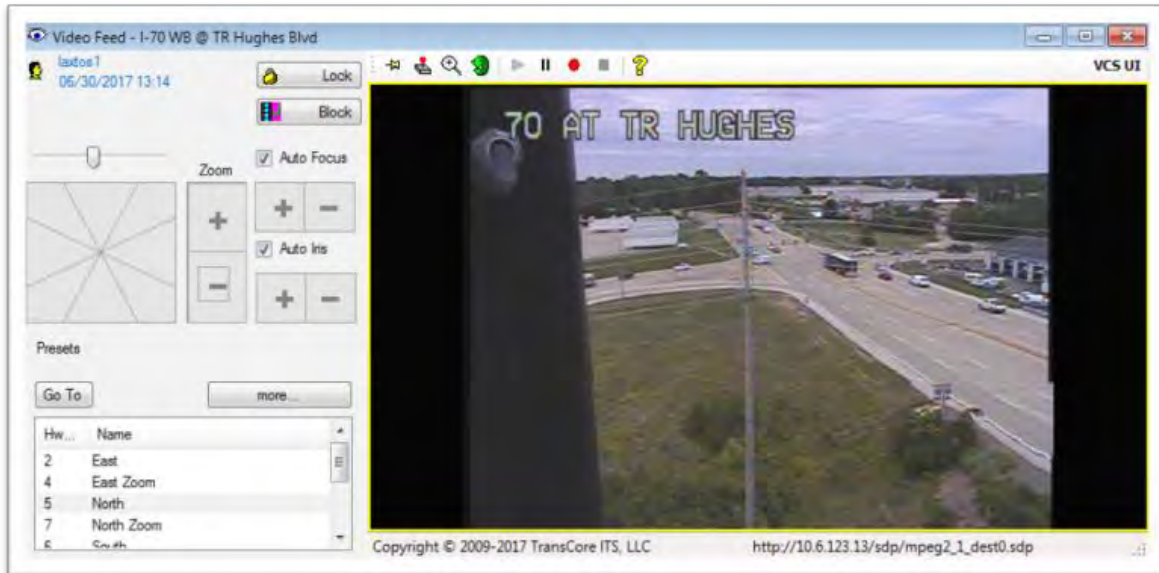 Video Feed - I-70 WB @ TR Hughes Blvd
laxtos1
06/30/2017 13:14
Lock
VCS UI
Block
70 AT TR HUGHES
Auto Focus
Zoom
+
+ -
Auto Iris
-
+ -
Presets
Go To
more...
Hw... Name
2 East
4 East Zoom
5 North
7 North Zoom
6 South
Copyright © 2009-2017 TransCore ITS, LLC
http://10.6.123.13/sdp/mpeg2_1_dest0.sdp